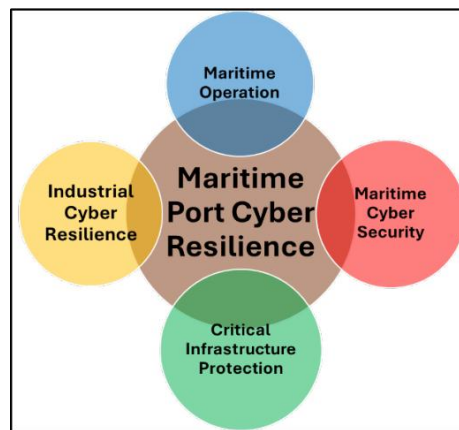 Maritime
Operation
Industrial
Cyber
Resilience
Maritime
Port Cyber
Resilience
Maritime
Cyber
Security
Critical
Infrastructure
Protection